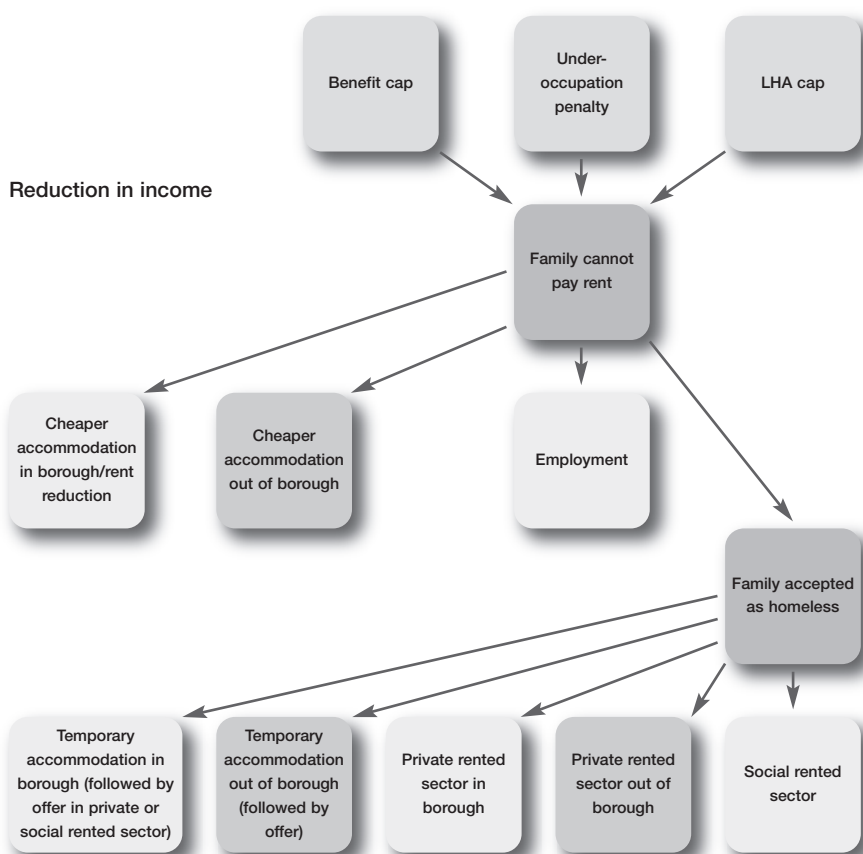 Benefit cap
Under-
occupation
penalty
LHA cap
Reduction in income
Family cannot
pay rent
Cheaper
accommodation
in borough/rent
reduction
Cheaper
accommodation
out of borough
Employment
Family accepted
as homeless
Temporary
accommodation in
borough (followed by
offer in private or
social rented sector)
Temporary
accommodation
out of borough
(followed by
offer)
Private rented
sector in
borough
Private rented
sector out of
borough
Social rented
sector